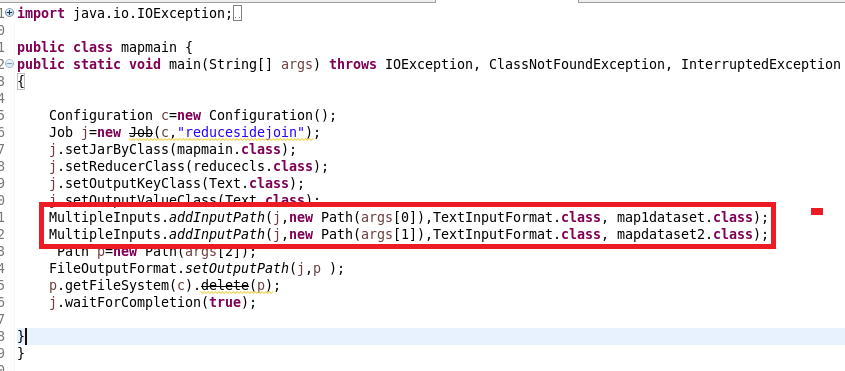 import java.io.IOException;
public class mapmain {
public static void main(String[] args) throws IOException, ClassNotFoundException, InterruptedException
{
Configuration c=new Configuration();
Job j=new Job(c,"reducesidejoin");
j.setJarByClass(mapmain.class);
j.setReducerClass(reducecls.class);
j.setOutputKeyClass(Text.class);
j.setOutputValueClass(Text.class);
MultipleInputs.addInputPath(j,new Path(args[0]),TextInputFormat.class, map1dataset.class);
MultipleInputs.addInputPath(j,new Path(args[1]),TextInputFormat.class, mapdataset2.class);
Path p=new Path(args[2]);
FileOutputFormat.setOutputPath(j,p );
p.getFileSystem(c).delete(p);
j.waitForCompletion(true);
}
}